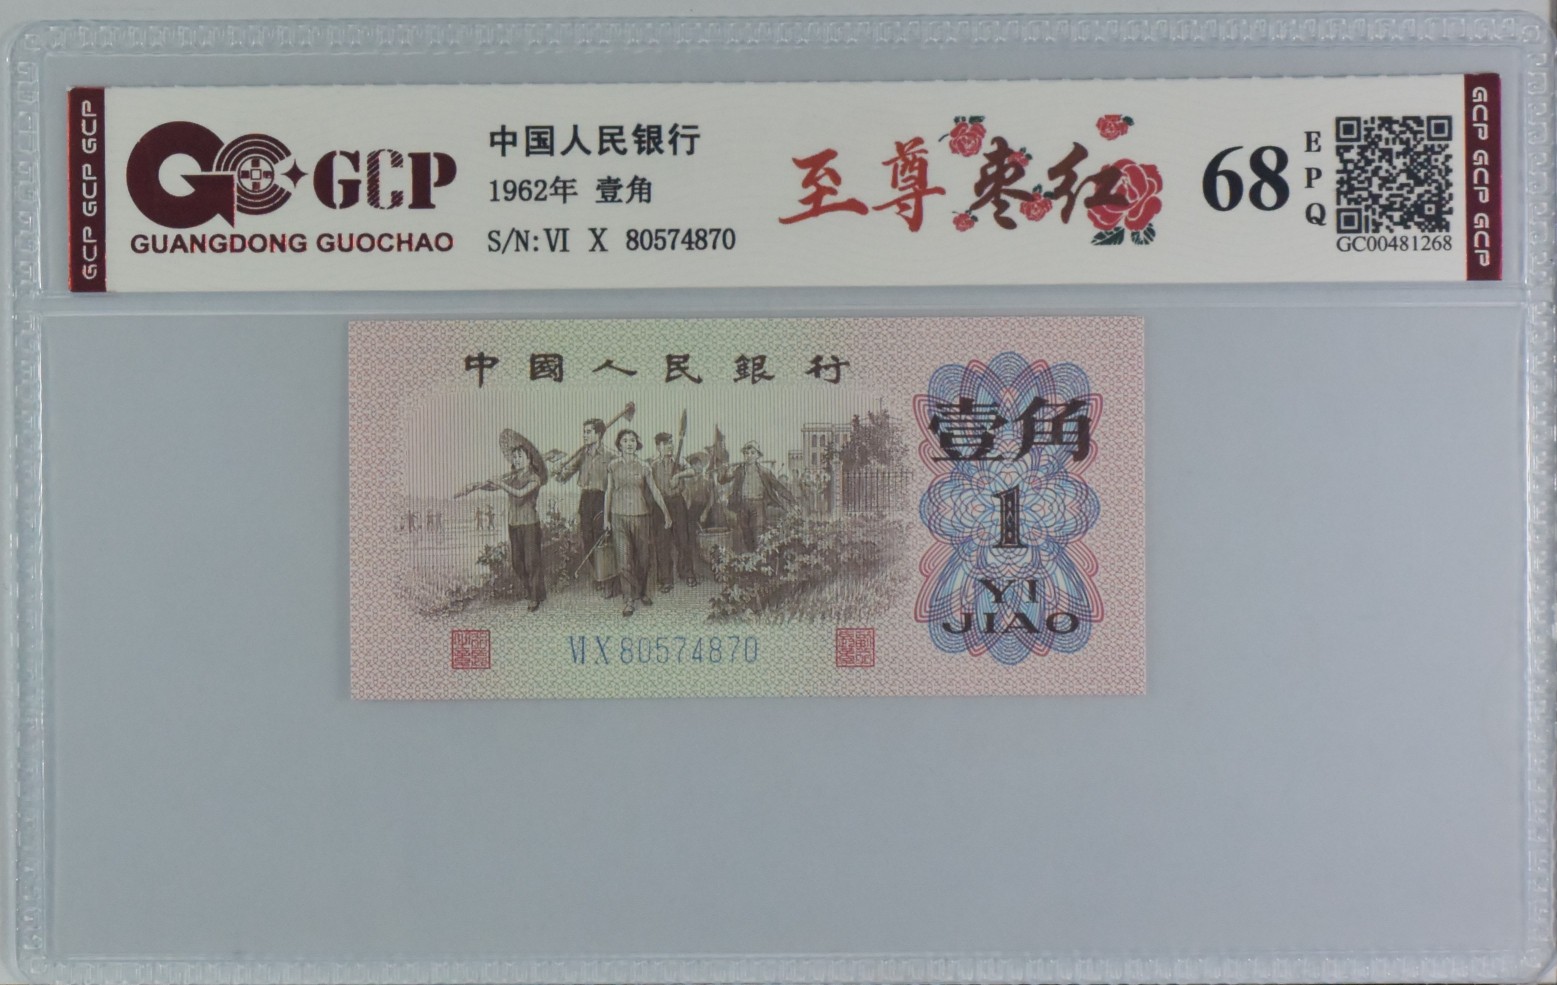 GCP GCP GCP
GCP
GUANGDONG GUOCHAO
中国人民银行
1962年 壹角
S/N:Ⅵ Ⅹ 80574870
至尊枣红
68
EPQ
GC00481268
GCP GCP GCP
中國人民銀行
壹角
1
YI
JIAO
ⅥⅩ80574870